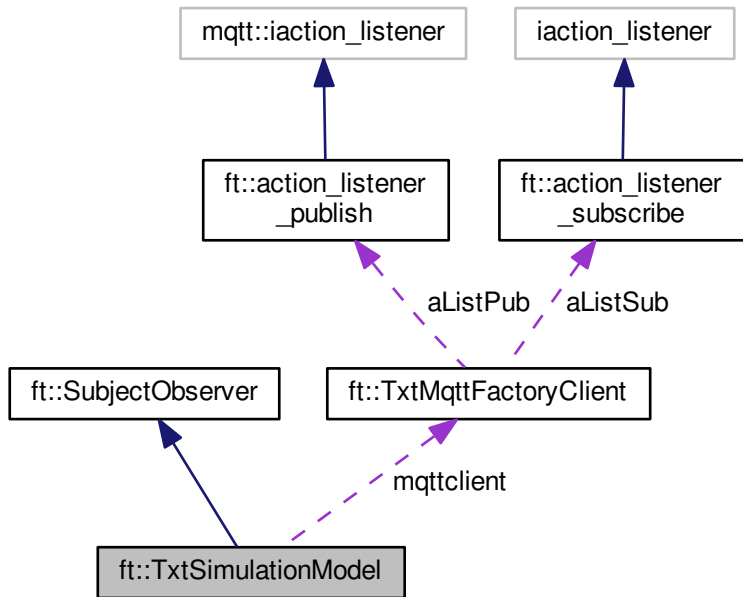 mqtt::iaction_listener
iaction_listener
ft::action_listener
_publish
ft::action_listener
_subscribe
aListPub
aListSub
ft::SubjectObserver
ft::TxtMqttFactoryClient
mqttclient
ft::TxtSimulationModel